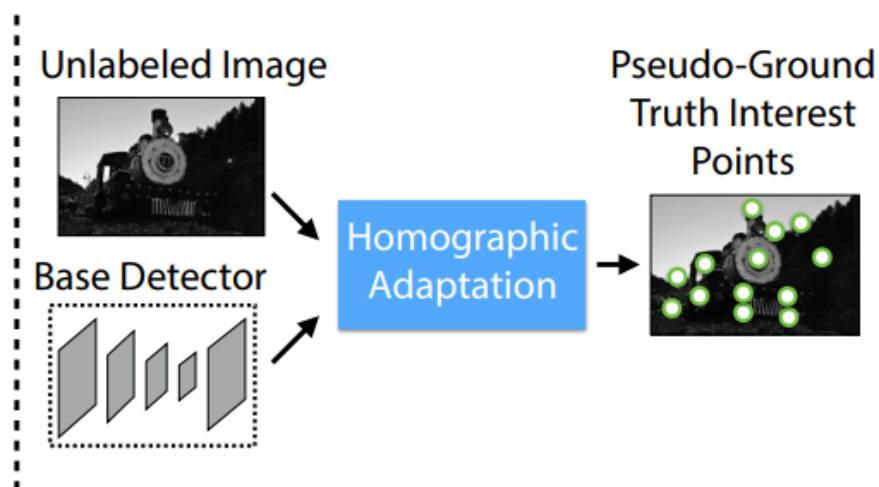 Unlabeled Image
Base Detector
Homographic
Adaptation
Pseudo-Ground
Truth Interest
Points